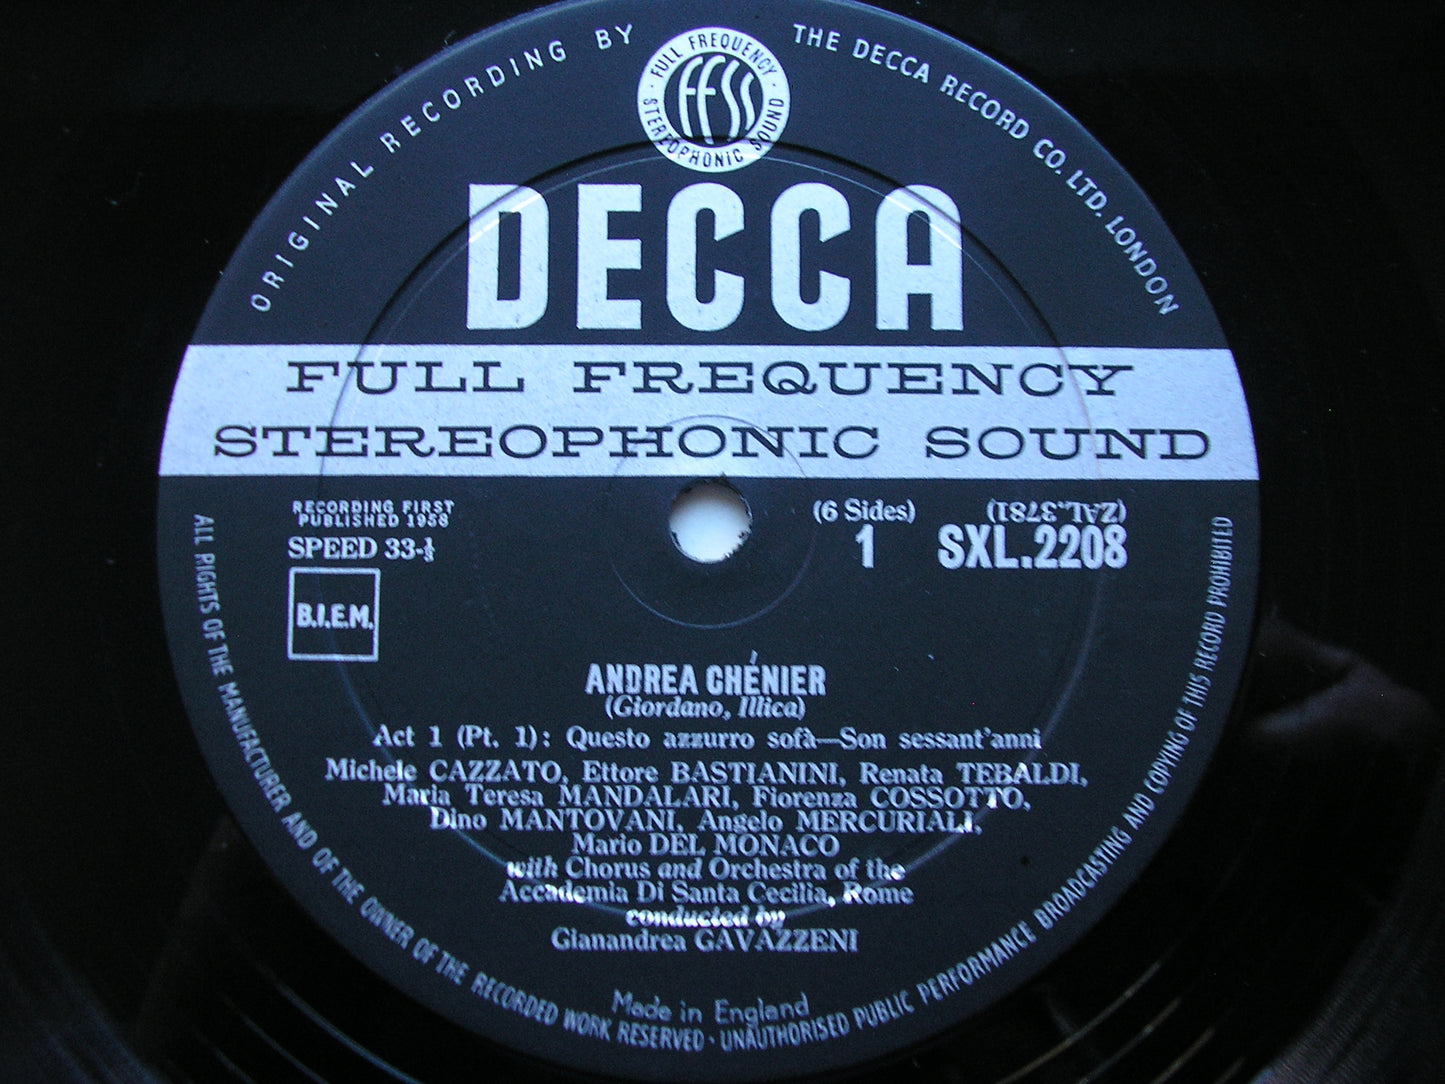 ORIGINAL RECORDING BY
THE DECCA RECORD CO. LTD. LONDON
FULL FREQUENCY
FFSS
STEREOPHONIC SOUND
DECCA
FULL FREQUENCY
STEREOPHONIC SOUND
RECORDING FIRST
PUBLISHED 1958
SPEED 33-⅓
B.I.E.M.
(6 Sides)
1
(ZAL.3781)
SXL.2208
ANDREA CHÉNIER
(Giordano, Illica)
Act 1 (Pt. 1): Questo azzurro sofà—Son sessant'anni
Michele CAZZATO, Ettore BASTIANINI, Renata TEBALDI,
Maria Teresa MANDALARI, Fiorenza COSSOTTO,
Dino MANTOVANI, Angelo MERCURIALI,
Mario DEL MONACO
with Chorus and Orchestra of the
Accademia Di Santa Cecilia, Rome
conducted by
Gianandrea GAVAZZENI
Made in England
ALL RIGHTS OF THE MANUFACTURER AND OF THE OWNER OF THE RECORDED WORK RESERVED · UNAUTHORISED PUBLIC PERFORMANCE BROADCASTING AND COPYING OF THIS RECORD PROHIBITED